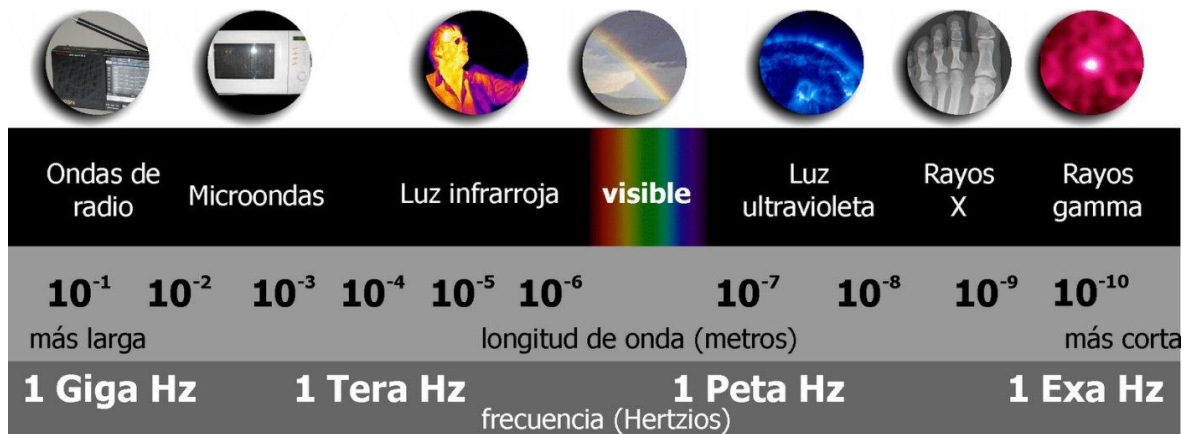 Ondas de
radio
Microondas
Luz infrarroja
visible
Luz
ultravioleta
Rayos
X
Rayos
gamma
10⁻¹ 10⁻² 10⁻³ 10⁻⁴ 10⁻⁵ 10⁻⁶ 10⁻⁷ 10⁻⁸ 10⁻⁹ 10⁻¹⁰
más larga longitud de onda (metros) más corta
1 Giga Hz 1 Tera Hz 1 Peta Hz 1 Exa Hz
frecuencia (Hertzios)